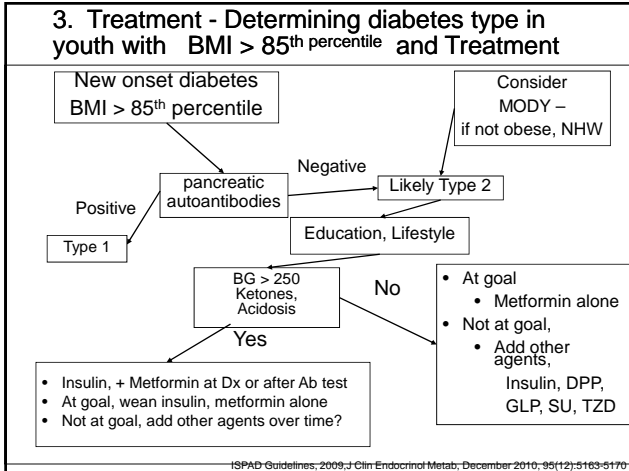 3. Treatment - Determining diabetes type in
youth with BMI > 85th percentile and Treatment
New onset diabetes
BMI > 85th percentile
Consider
MODY –
if not obese, NHW
Negative
pancreatic
autoantibodies
Likely Type 2
Positive
Type 1
Education, Lifestyle
BG > 250
Ketones,
Acidosis
No
Yes
• At goal
• Metformin alone
• Not at goal,
• Add other
agents,
Insulin, DPP,
GLP, SU, TZD
• Insulin, + Metformin at Dx or after Ab test
• At goal, wean insulin, metformin alone
• Not at goal, add other agents over time?
ISPAD Guidelines, 2009,J Clin Endocrinol Metab, December 2010, 95(12):5163-5170